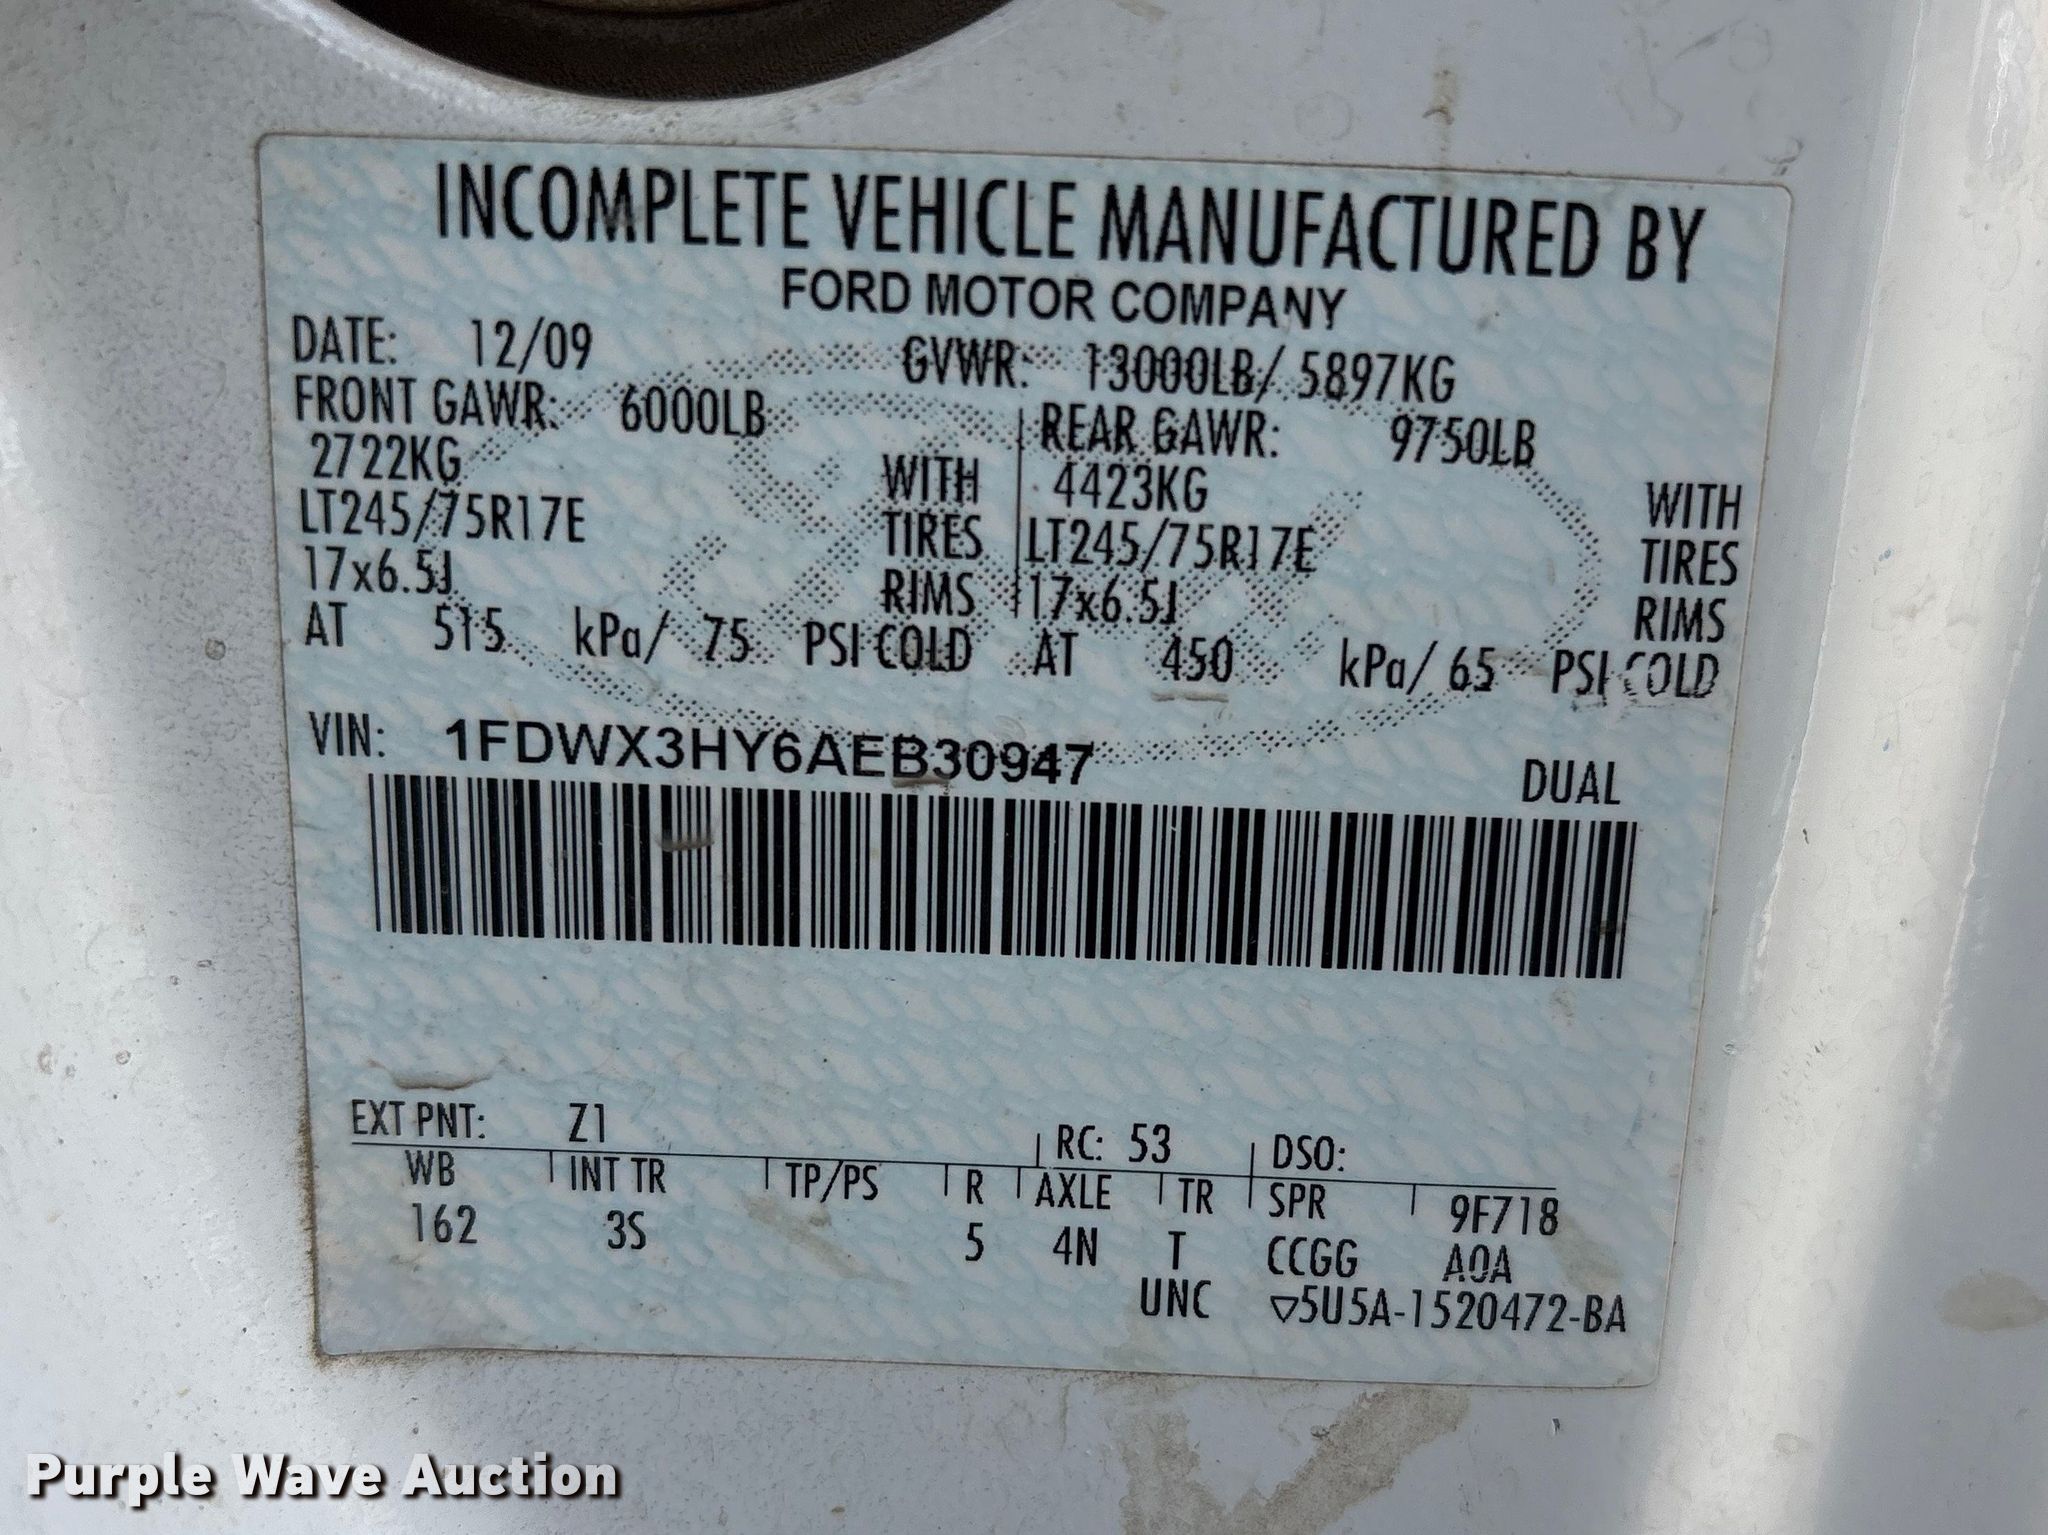 INCOMPLETE VEHICLE MANUFACTURED BY
FORD MOTOR COMPANY
DATE: 12/09 GVWR: 13000LB/ 5897KG
FRONT GAWR: 6000LB REAR GAWR: 9750LB
2722KG WITH 4423KG WITH
LT245/75R17E TIRES LT245/75R17E TIRES
17x6.5J RIMS 17x6.5J RIMS
AT 515 kPa/ 75 PSI COLD AT 450 kPa/ 65 PSI COLD
VIN: 1FDWX3HY6AEB30947
DUAL
EXT PNT: Z1 RC: 53 DSO:
WB INT TR TP/PS R AXLE TR SPR 9F718
162 3S 5 4N T CCGG A0A
UNC ▽5U5A-1520472-BA
Purple Wave Auction